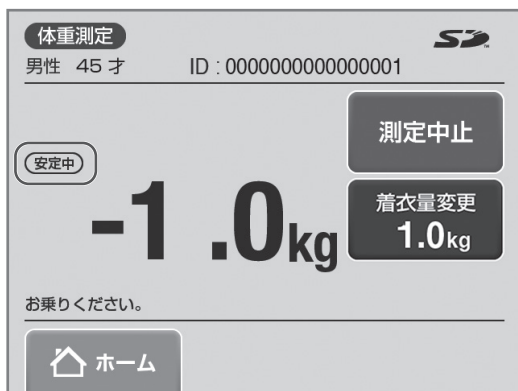 体重測定
SD
男性 45才 ID : 0000000000000001
測定中止
安定中
-1.0kg
着衣量変更
1.0kg
お乗りください。
ホーム